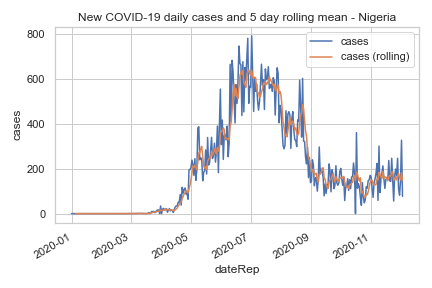 New COVID-19 daily cases and 5 day rolling mean - Nigeria
cases
cases (rolling)
800
600
400
200
0
cases
2020-01
2020-03
2020-05
2020-07
2020-09
2020-11
dateRep